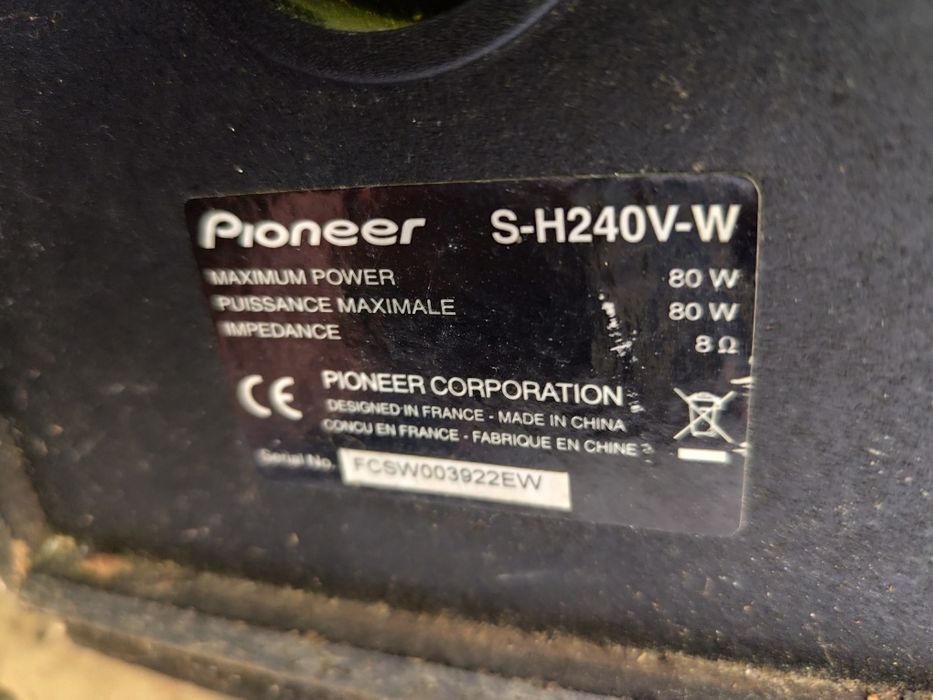 Pioneer S-H240V-W
MAXIMUM POWER 80 W
PUISSANCE MAXIMALE 80 W
IMPEDANCE 8 Ω
CE PIONEER CORPORATION
DESIGNED IN FRANCE - MADE IN CHINA
CONCU EN FRANCE - FABRIQUE EN CHINE
Serial No. FCSW003922EW